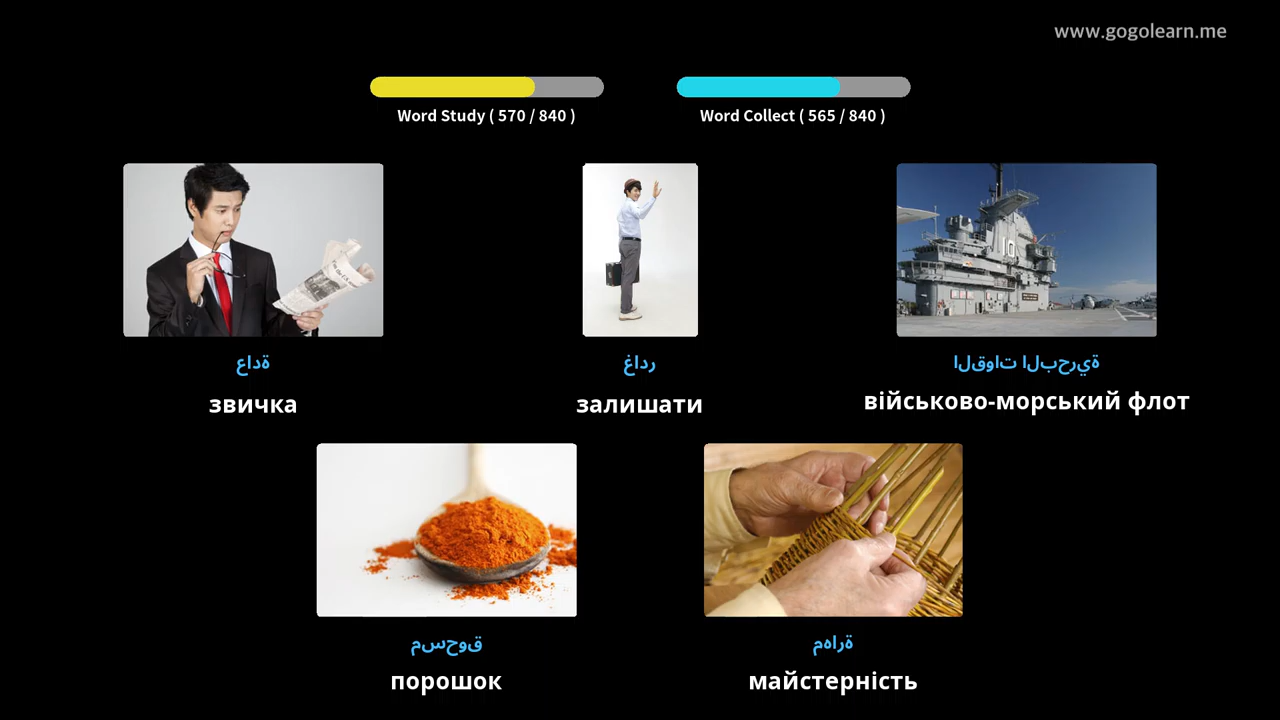 www.gogolearn.me
Word Study ( 570 / 840 )
Word Collect ( 565 / 840 )
عادة
звичка
غادر
залишати
القوات البحرية
військово-морський флот
مسحوق
порошок
مهارة
майстерність